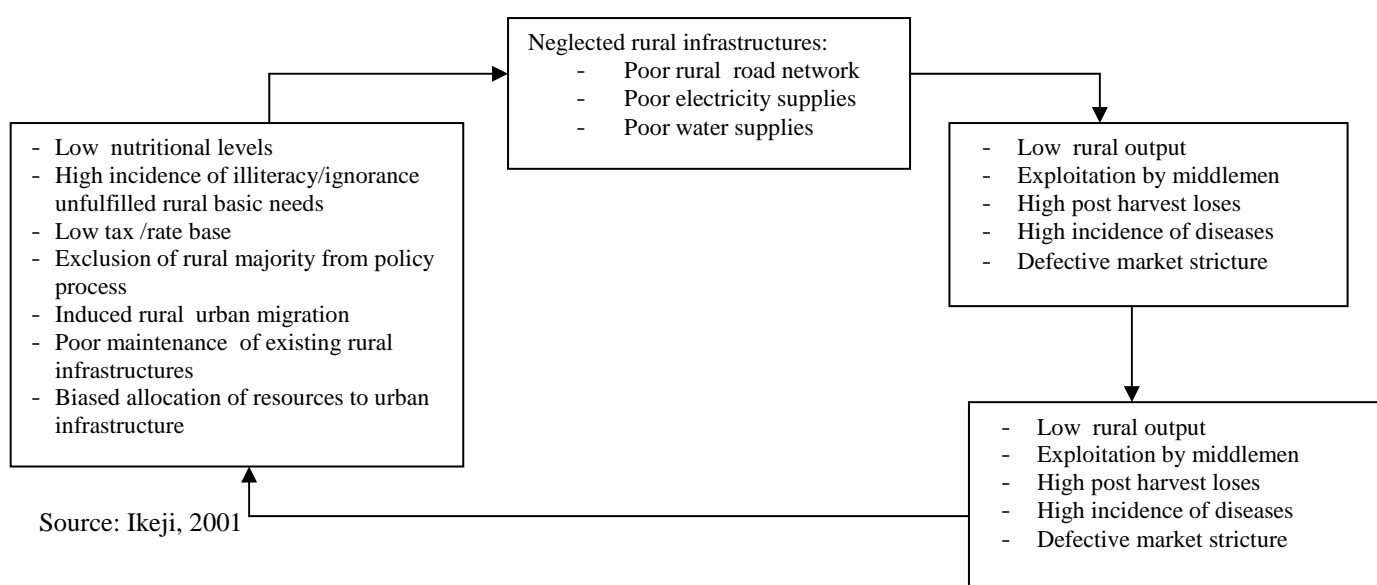 Neglected rural infrastructures:
- Poor rural road network
- Poor electricity supplies
- Poor water supplies
- Low nutritional levels
- High incidence of illiteracy/ignorance
unfulfilled rural basic needs
- Low tax /rate base
- Exclusion of rural majority from policy
process
- Induced rural urban migration
- Poor maintenance of existing rural
infrastructures
- Biased allocation of resources to urban
infrastructure
- Low rural output
- Exploitation by middlemen
- High post harvest loses
- High incidence of diseases
- Defective market stricture
- Low rural output
- Exploitation by middlemen
- High post harvest loses
- High incidence of diseases
- Defective market stricture
Source: Ikeji, 2001